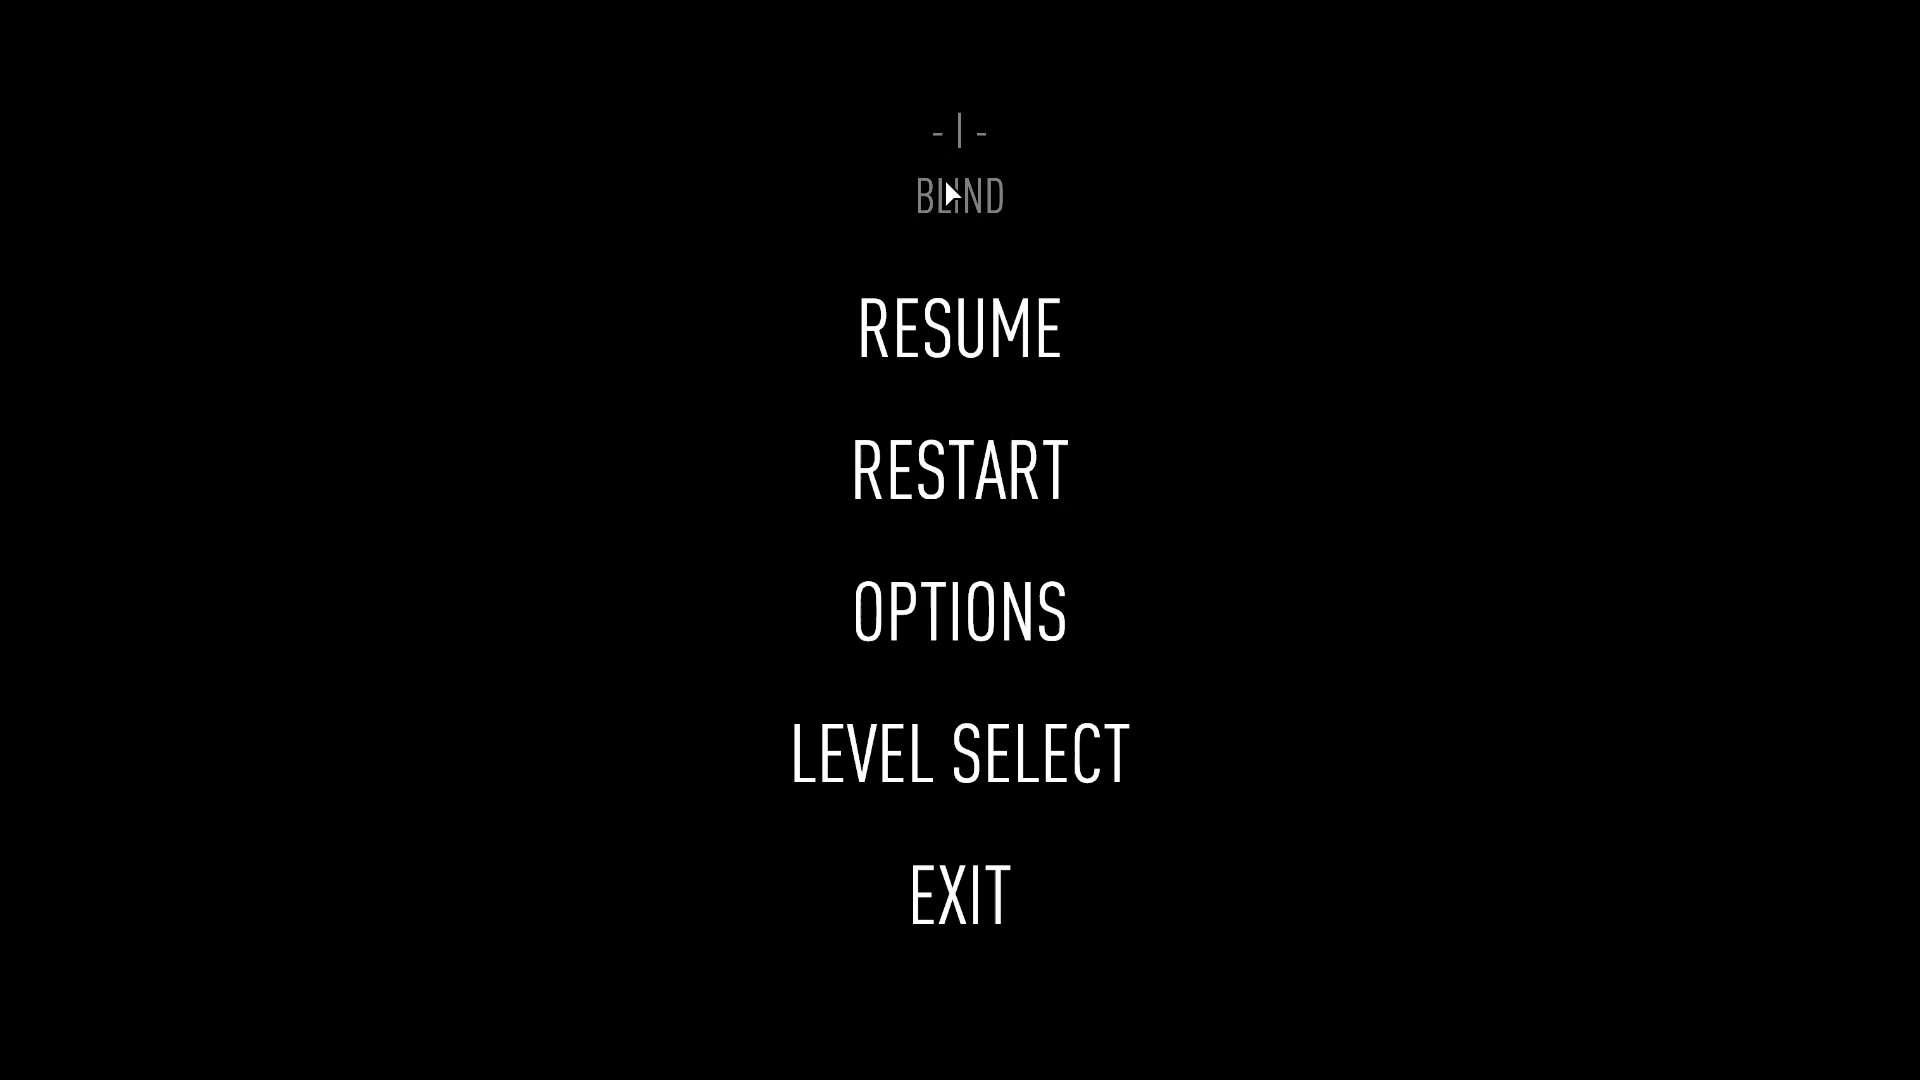 - | -
BLIND
RESUME
RESTART
OPTIONS
LEVEL SELECT
EXIT